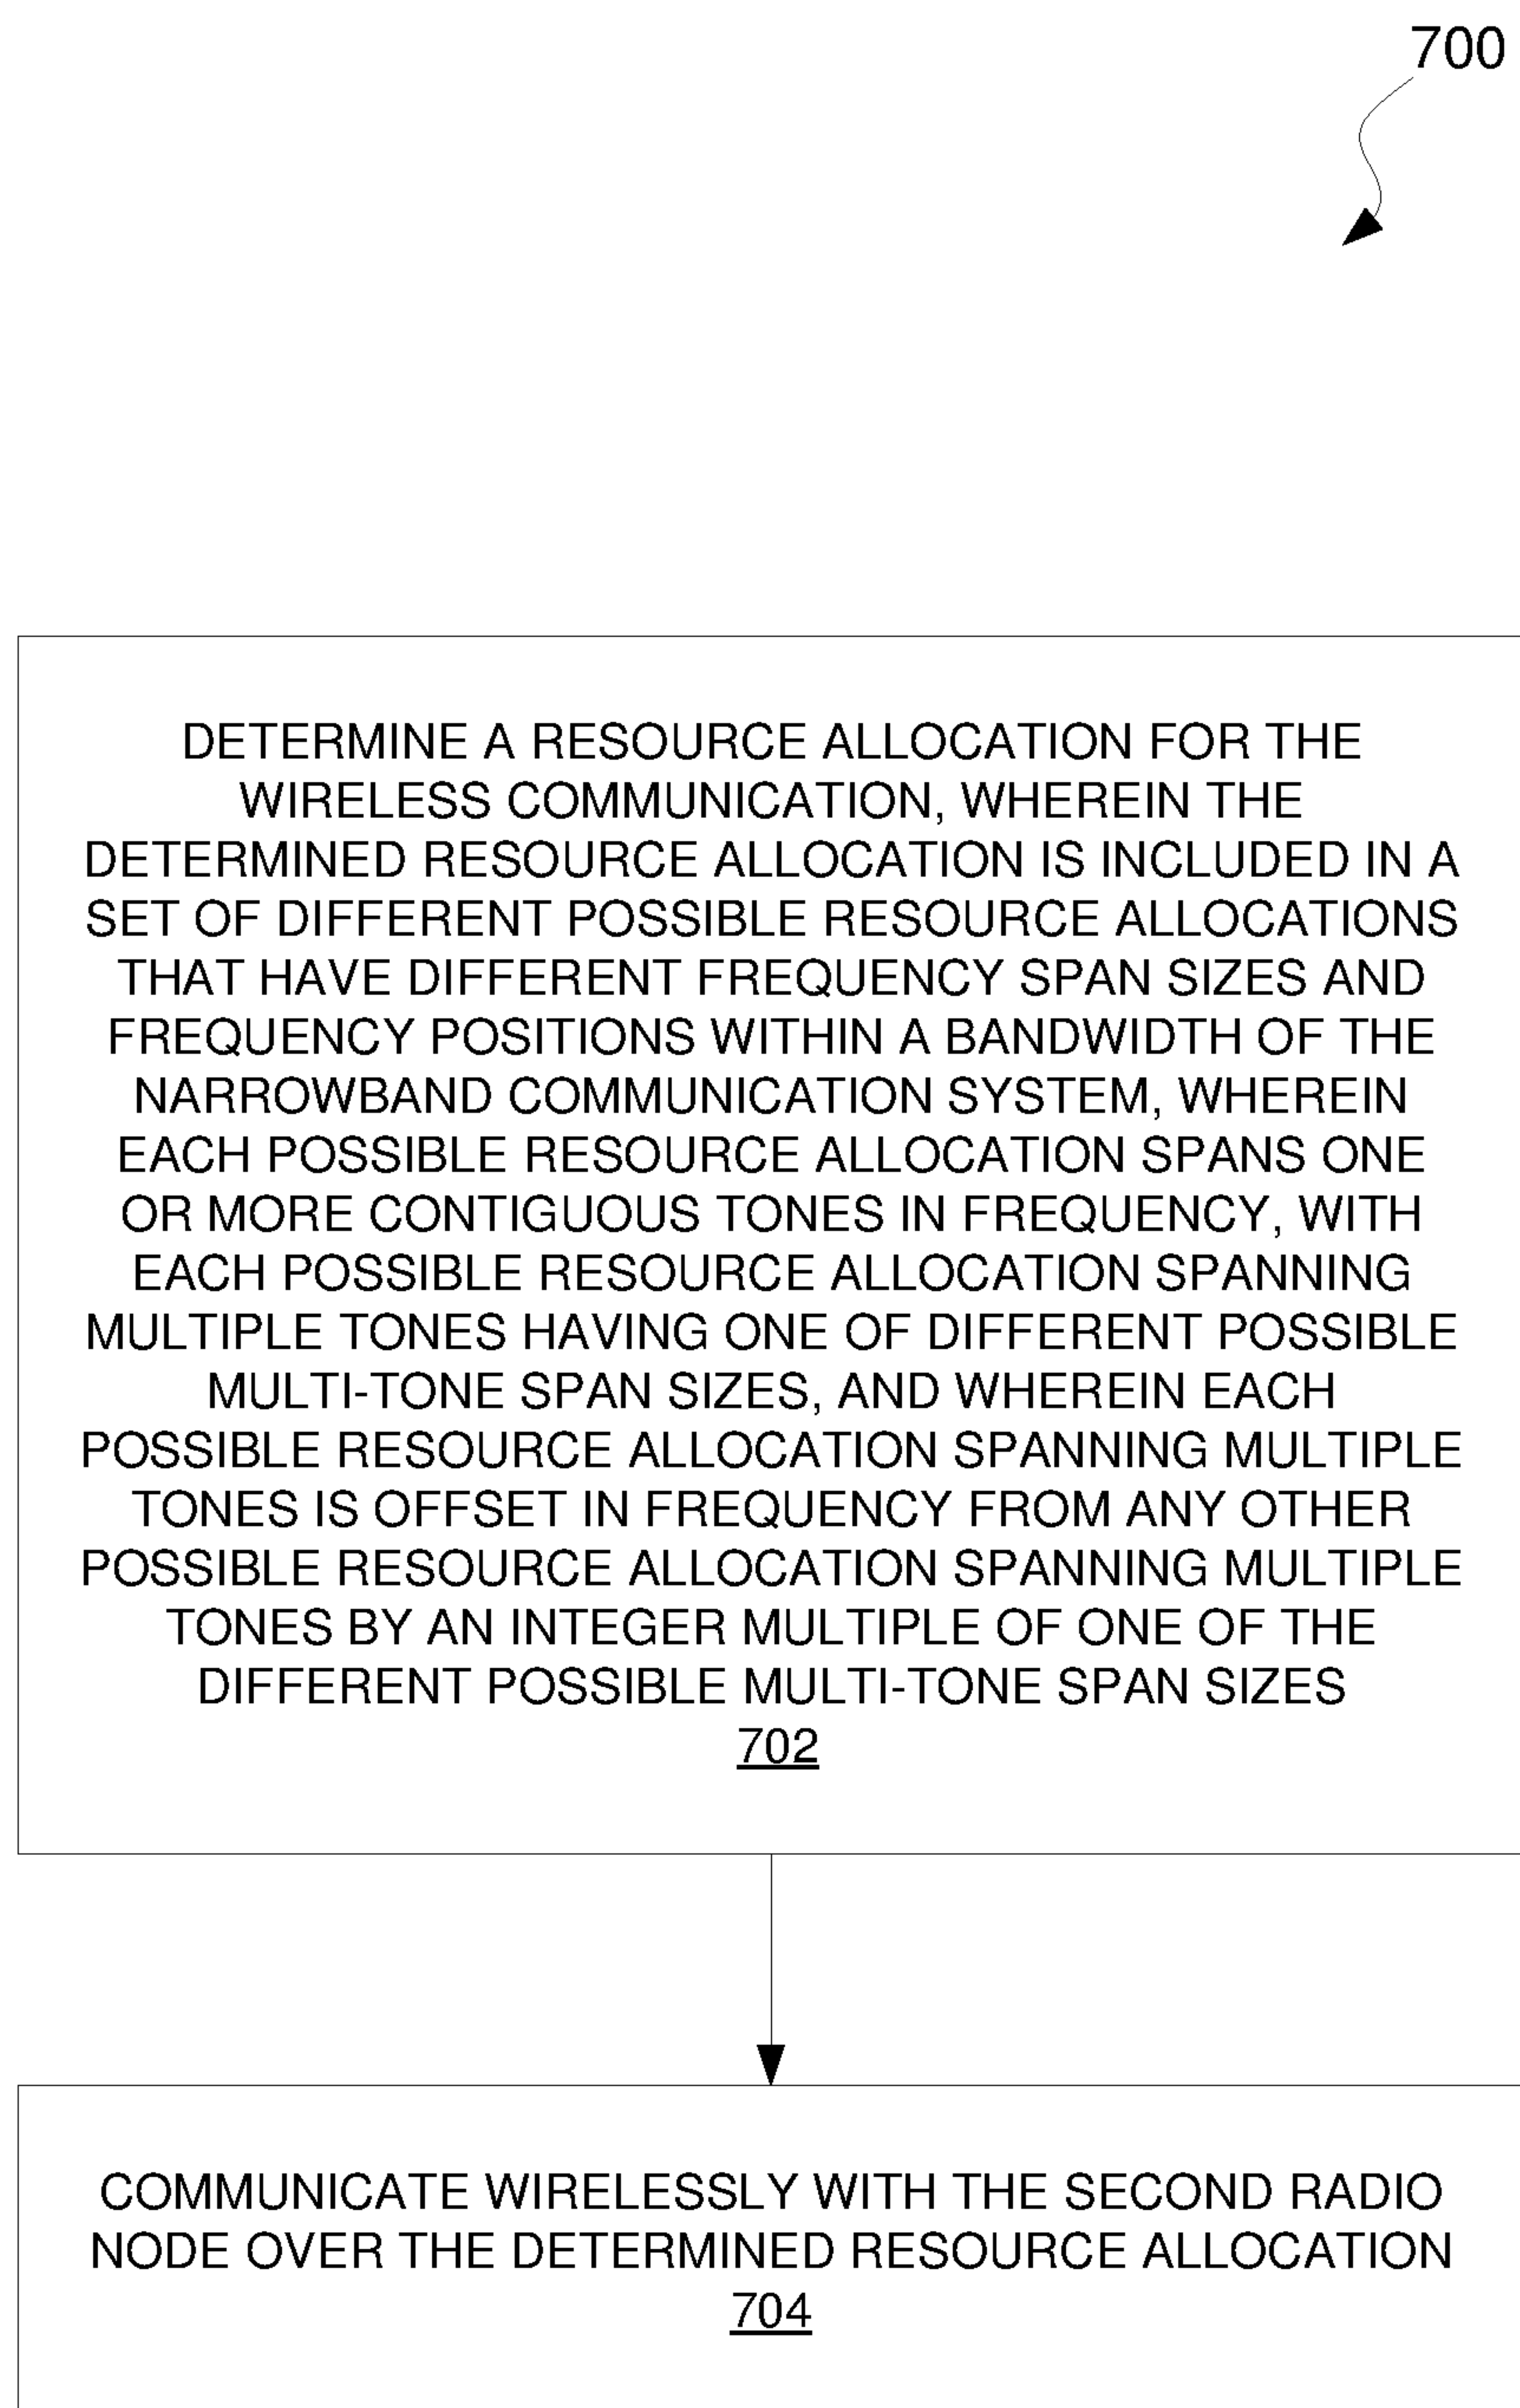 700
DETERMINE A RESOURCE ALLOCATION FOR THE
WIRELESS COMMUNICATION, WHEREIN THE
DETERMINED RESOURCE ALLOCATION IS INCLUDED IN A
SET OF DIFFERENT POSSIBLE RESOURCE ALLOCATIONS
THAT HAVE DIFFERENT FREQUENCY SPAN SIZES AND
FREQUENCY POSITIONS WITHIN A BANDWIDTH OF THE
NARROWBAND COMMUNICATION SYSTEM, WHEREIN
EACH POSSIBLE RESOURCE ALLOCATION SPANS ONE
OR MORE CONTIGUOUS TONES IN FREQUENCY, WITH
EACH POSSIBLE RESOURCE ALLOCATION SPANNING
MULTIPLE TONES HAVING ONE OF DIFFERENT POSSIBLE
MULTI-TONE SPAN SIZES, AND WHEREIN EACH
POSSIBLE RESOURCE ALLOCATION SPANNING MULTIPLE
TONES IS OFFSET IN FREQUENCY FROM ANY OTHER
POSSIBLE RESOURCE ALLOCATION SPANNING MULTIPLE
TONES BY AN INTEGER MULTIPLE OF ONE OF THE
DIFFERENT POSSIBLE MULTI-TONE SPAN SIZES
702
COMMUNICATE WIRELESSLY WITH THE SECOND RADIO
NODE OVER THE DETERMINED RESOURCE ALLOCATION
704